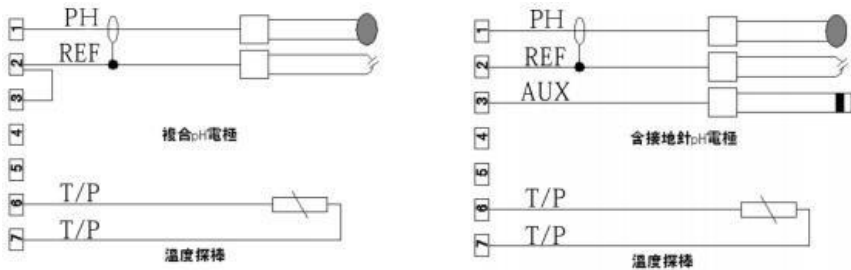 1 PH
2 REF
3
複合pH電極
4
5
6 T/P
7 T/P
溫度探棒
1 PH
2 REF
3 AUX
4
含接地針pH電極
5
6 T/P
7 T/P
溫度探棒